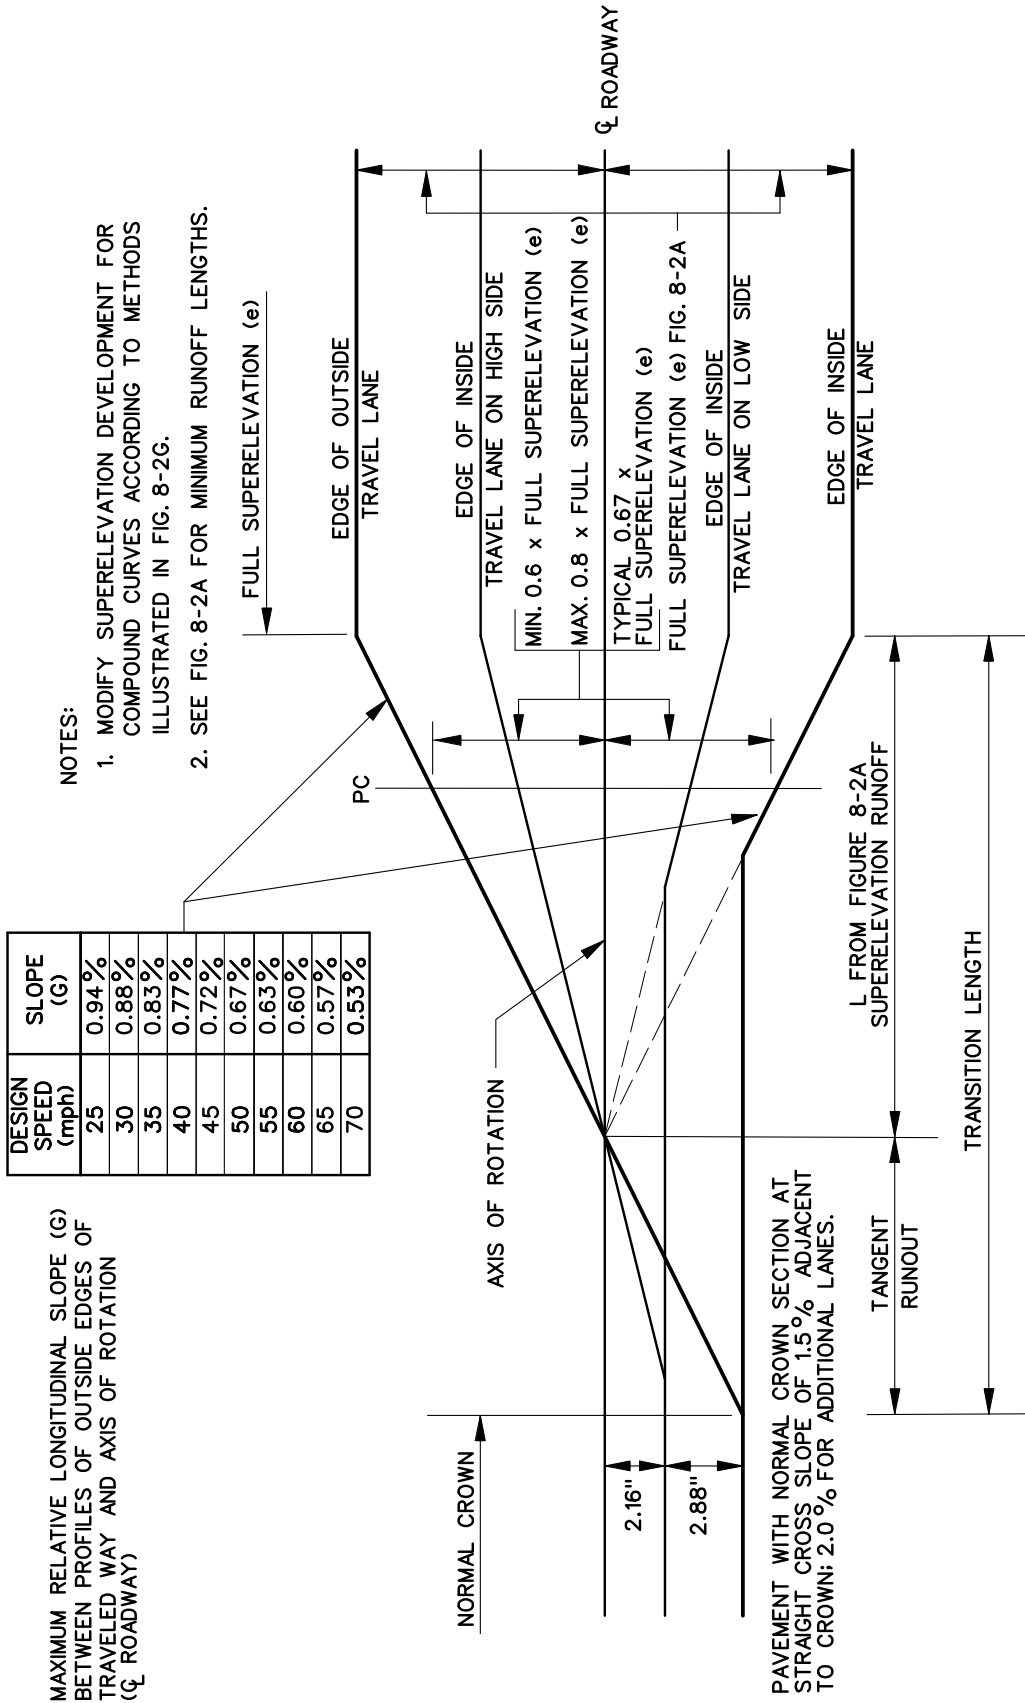 MAXIMUM RELATIVE LONGITUDINAL SLOPE (G)
BETWEEN PROFILES OF OUTSIDE EDGES OF
TRAVELED WAY AND AXIS OF ROTATION
(℄ ROADWAY)
DESIGN
SPEED
(mph)
SLOPE
(G)
25 0.94%
30 0.88%
35 0.83%
40 0.77%
45 0.72%
50 0.67%
55 0.63%
60 0.60%
65 0.57%
70 0.53%
NOTES:
1. MODIFY SUPERELEVATION DEVELOPMENT FOR
COMPOUND CURVES ACCORDING TO METHODS
ILLUSTRATED IN FIG. 8-2G.
2. SEE FIG. 8-2A FOR MINIMUM RUNOFF LENGTHS.
FULL SUPERELEVATION (e)
EDGE OF OUTSIDE
TRAVEL LANE
PC
EDGE OF INSIDE
TRAVEL LANE ON HIGH SIDE
NORMAL CROWN
AXIS OF ROTATION
MIN. 0.6 x FULL SUPERELEVATION (e)
MAX. 0.8 x FULL SUPERELEVATION (e)
℄ ROADWAY
TYPICAL 0.67 x
FULL SUPERELEVATION (e)
FULL SUPERELEVATION (e) FIG. 8-2A
2.16"
2.88"
EDGE OF INSIDE
TRAVEL LANE ON LOW SIDE
EDGE OF INSIDE
TRAVEL LANE
PAVEMENT WITH NORMAL CROWN SECTION AT
STRAIGHT CROSS SLOPE OF 1.5% ADJACENT
TO CROWN; 2.0% FOR ADDITIONAL LANES.
TANGENT
RUNOUT
L FROM FIGURE 8-2A
SUPERELEVATION RUNOFF
TRANSITION LENGTH